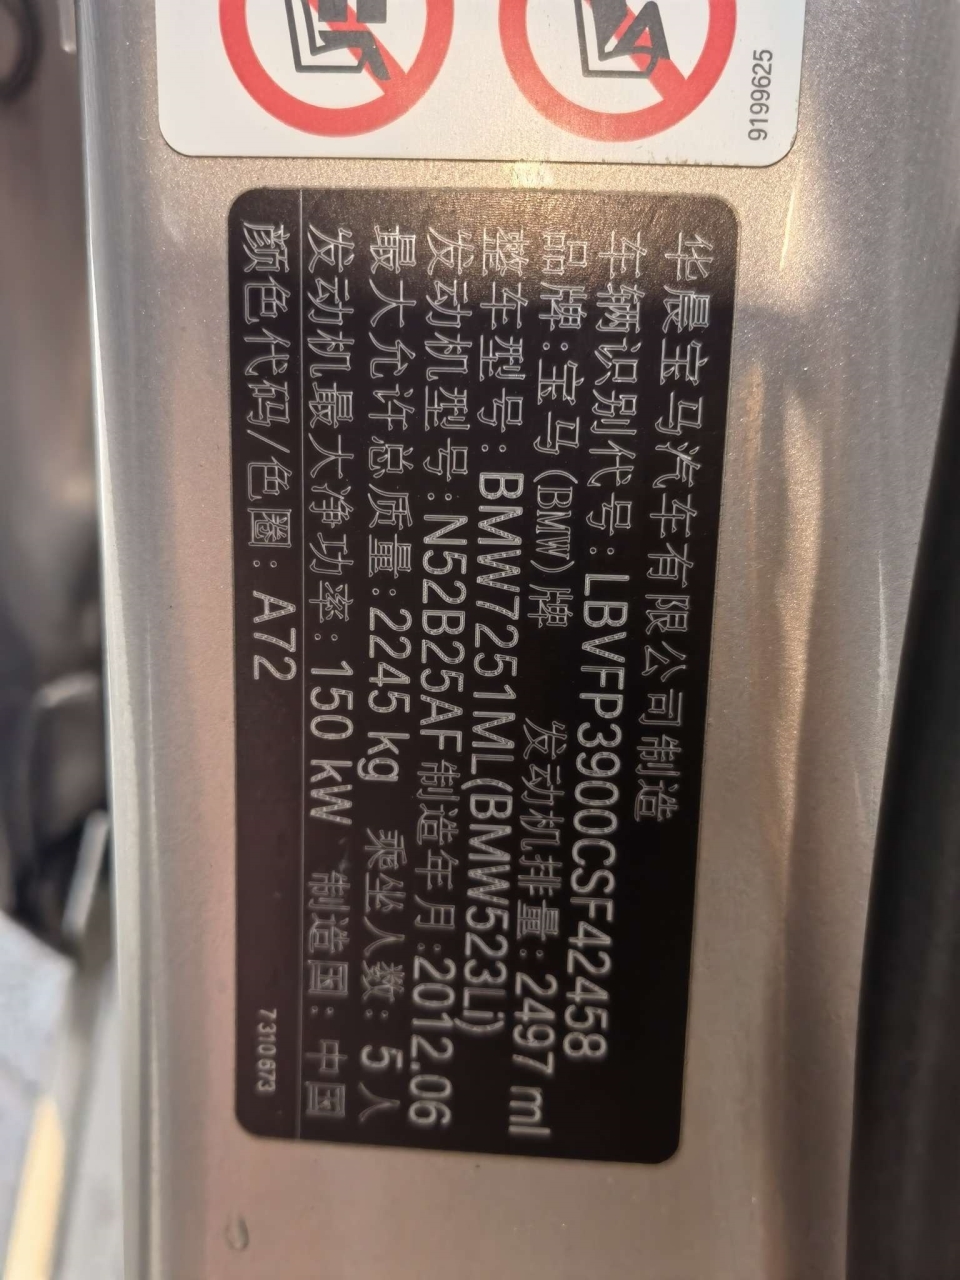 9199625
华晨宝马汽车有限公司制造
车辆识别代号:LBVFP3900CSF42458
品牌:宝马(BMW)牌 发动机排量:2497 ml
整车型号:BMW7251ML(BMW523Li)
发动机型号:N52B25AF 制造年月:2012.06
最大允许总质量:2245 kg 乘坐人数: 5 人
发动机最大净功率:150 kW 制造国:中国
颜色代码/色圈: A72
7310673